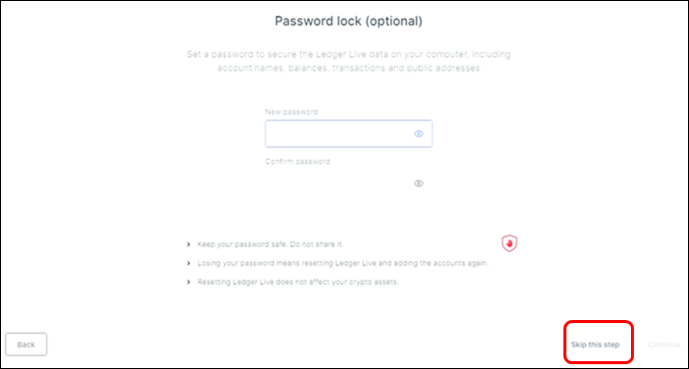 Password lock (optional)
Set a password to secure the Ledger Live data on your computer, including
account names, balances, transactions and public addresses
New password
Confirm password
Keep your password safe. Do not share it.
Losing your password means resetting Ledger Live and adding the accounts again.
Resetting Ledger Live does not affect your crypto assets.
Back
Skip this step
Continue